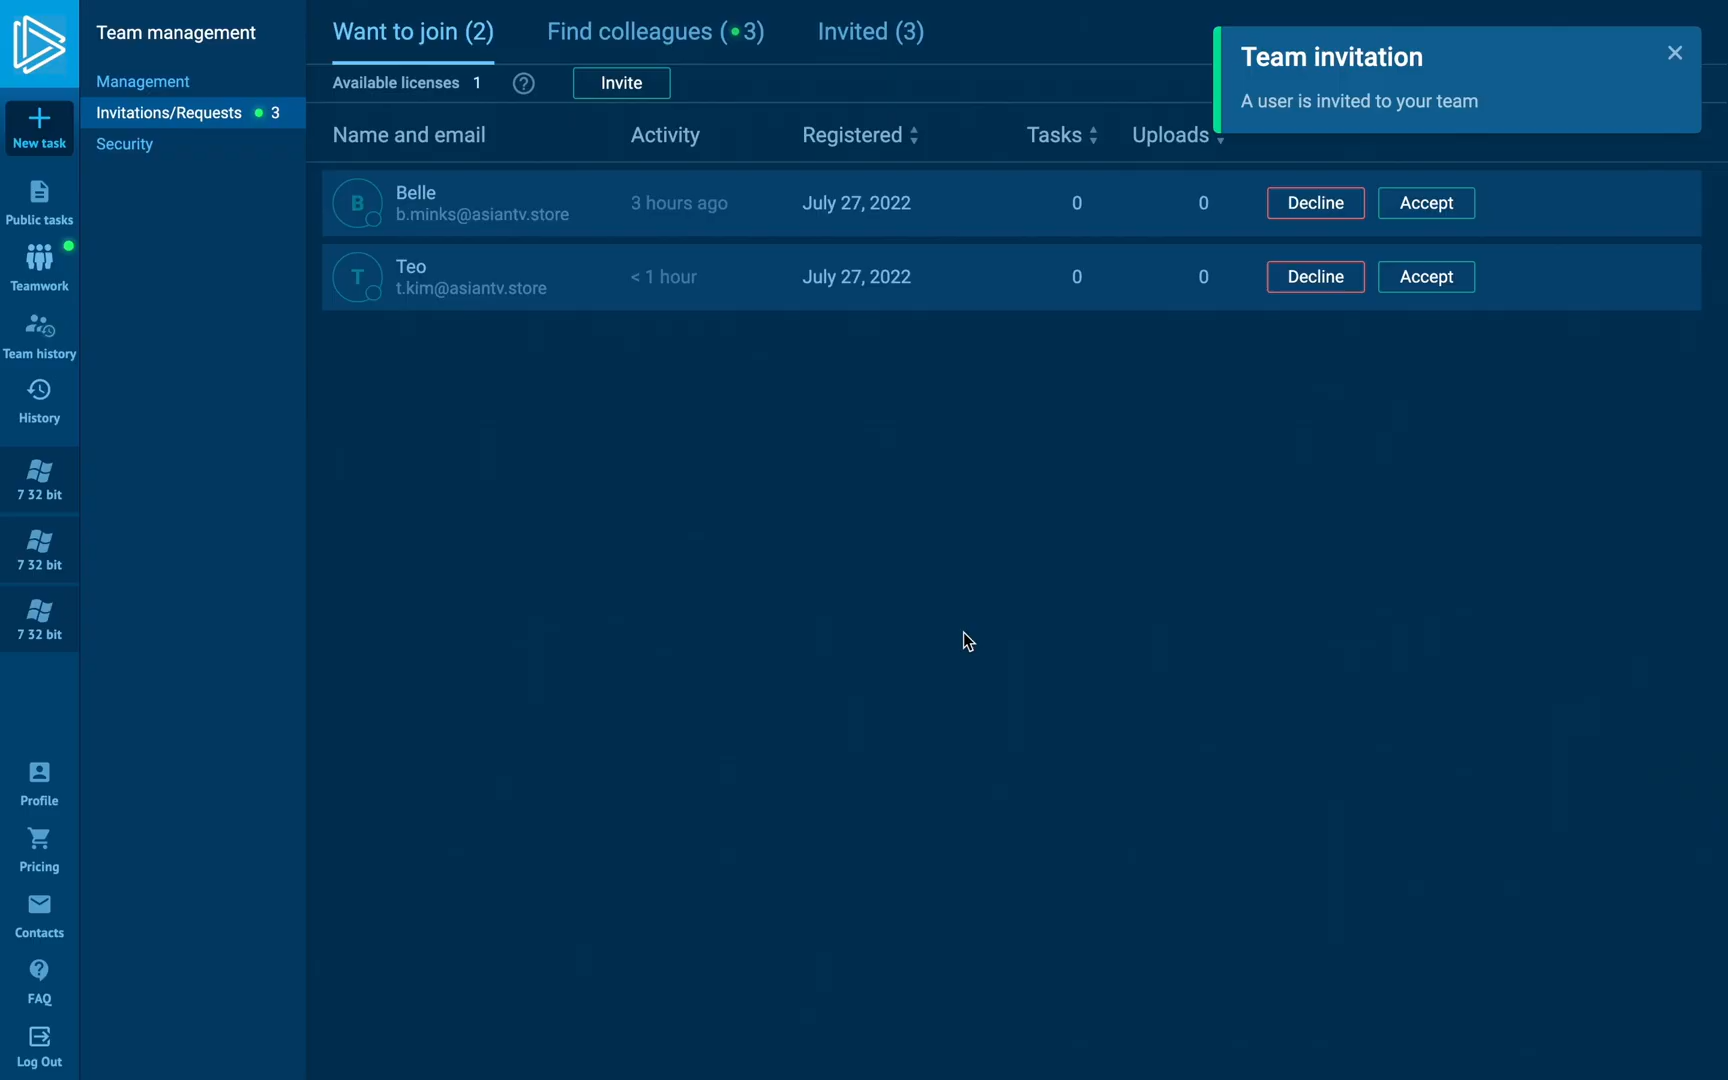 Team management
Management
Invitations/Requests 3
Security
New task
Public tasks
Teamwork
Team history
History
7 32 bit
7 32 bit
7 32 bit
Profile
Pricing
Contacts
FAQ
Log Out
Want to join (2) Find colleagues (•3) Invited (3)
Available licenses 1 ? Invite
Team invitation ×
A user is invited to your team
Name and email Activity Registered Tasks Uploads
B Belle
b.minks@asiantv.store 3 hours ago July 27, 2022 0 0 Decline Accept
T Teo
t.kim@asiantv.store < 1 hour July 27, 2022 0 0 Decline Accept